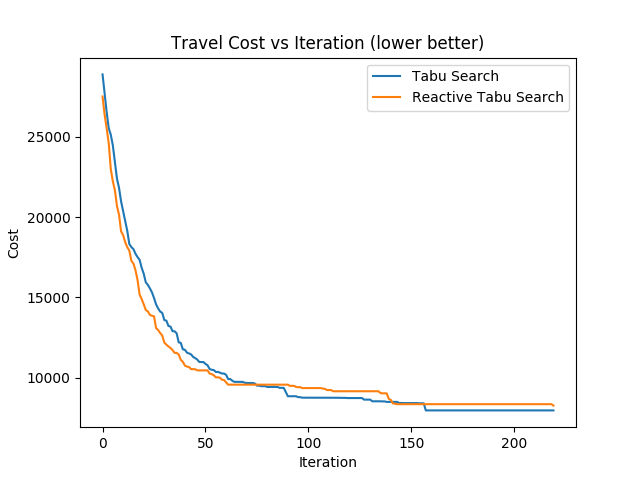 Travel Cost vs Iteration (lower better)
Tabu Search
Reactive Tabu Search
Cost
25000
20000
15000
10000
0 50 100 150 200
Iteration